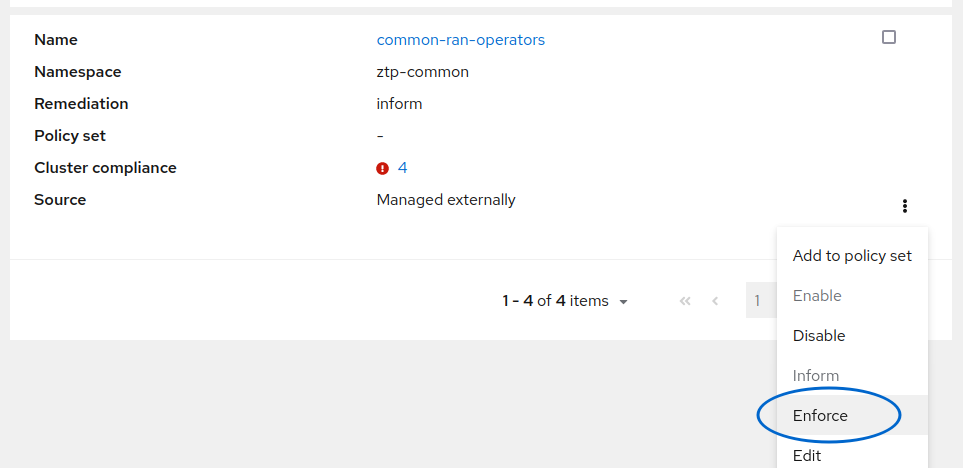 Name common-ran-operators
Namespace ztp-common
Remediation inform
Policy set -
Cluster compliance 4
Source Managed externally
Add to policy set
Enable
1 - 4 of 4 items 1
Disable
Inform
Enforce
Edit